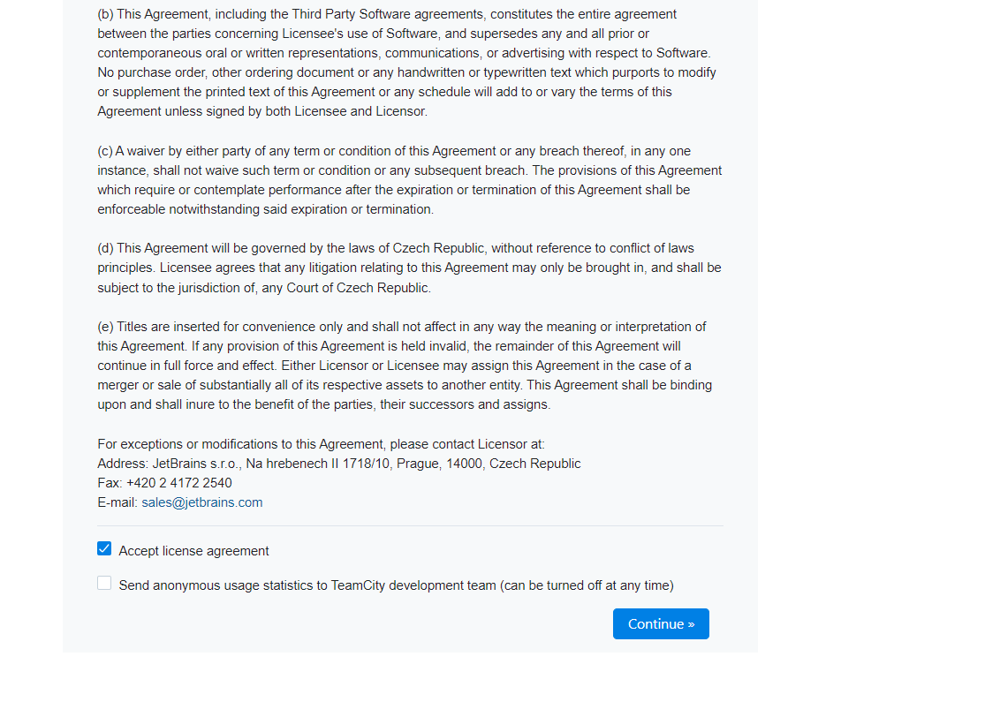 (b) This Agreement, including the Third Party Software agreements, constitutes the entire agreement
between the parties concerning Licensee's use of Software, and supersedes any and all prior or
contemporaneous oral or written representations, communications, or advertising with respect to Software.
No purchase order, other ordering document or any handwritten or typewritten text which purports to modify
or supplement the printed text of this Agreement or any schedule will add to or vary the terms of this
Agreement unless signed by both Licensee and Licensor.
(c) A waiver by either party of any term or condition of this Agreement or any breach thereof, in any one
instance, shall not waive such term or condition or any subsequent breach. The provisions of this Agreement
which require or contemplate performance after the expiration or termination of this Agreement shall be
enforceable notwithstanding said expiration or termination.
(d) This Agreement will be governed by the laws of Czech Republic, without reference to conflict of laws
principles. Licensee agrees that any litigation relating to this Agreement may only be brought in, and shall be
subject to the jurisdiction of, any Court of Czech Republic.
(e) Titles are inserted for convenience only and shall not affect in any way the meaning or interpretation of
this Agreement. If any provision of this Agreement is held invalid, the remainder of this Agreement will
continue in full force and effect. Either Licensor or Licensee may assign this Agreement in the case of a
merger or sale of substantially all of its respective assets to another entity. This Agreement shall be binding
upon and shall inure to the benefit of the parties, their successors and assigns.
For exceptions or modifications to this Agreement, please contact Licensor at:
Address: JetBrains s.r.o., Na hrebenech II 1718/10, Prague, 14000, Czech Republic
Fax: +420 2 4172 2540
E-mail: sales@jetbrains.com
Accept license agreement
Send anonymous usage statistics to TeamCity development team (can be turned off at any time)
Continue »